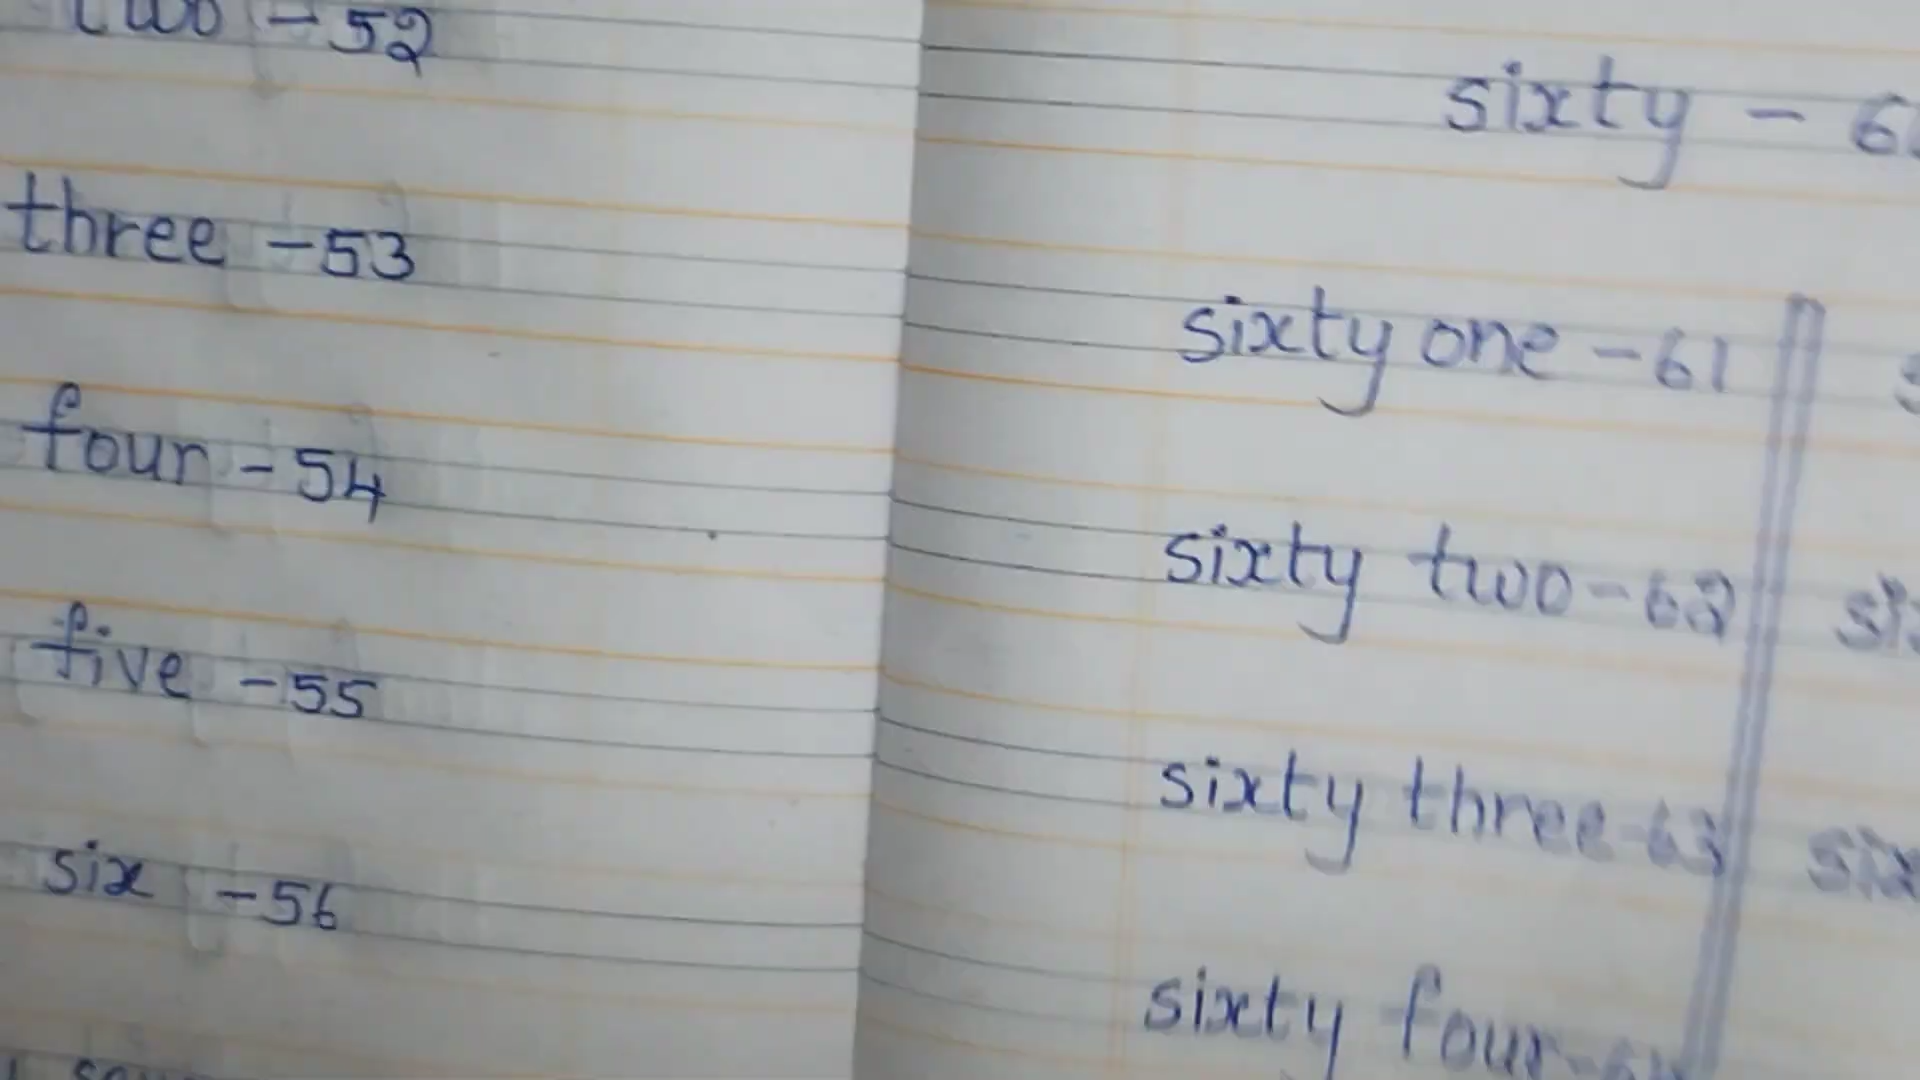 two - 52
three - 53
four - 54
five - 55
six - 56
sixty -
sixty one - 61
sixty two - 62
sixty three - 63
sixty four - 64